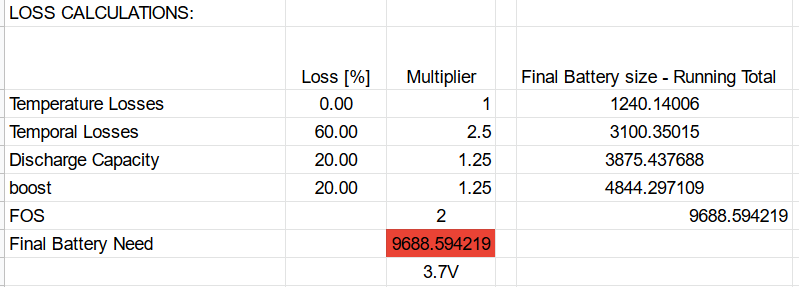 LOSS CALCULATIONS:
Loss [%] Multiplier Final Battery size - Running Total
Temperature Losses 0.00 1 1240.14006
Temporal Losses 60.00 2.5 3100.35015
Discharge Capacity 20.00 1.25 3875.437688
boost 20.00 1.25 4844.297109
FOS 2 9688.594219
Final Battery Need 9688.594219
3.7V